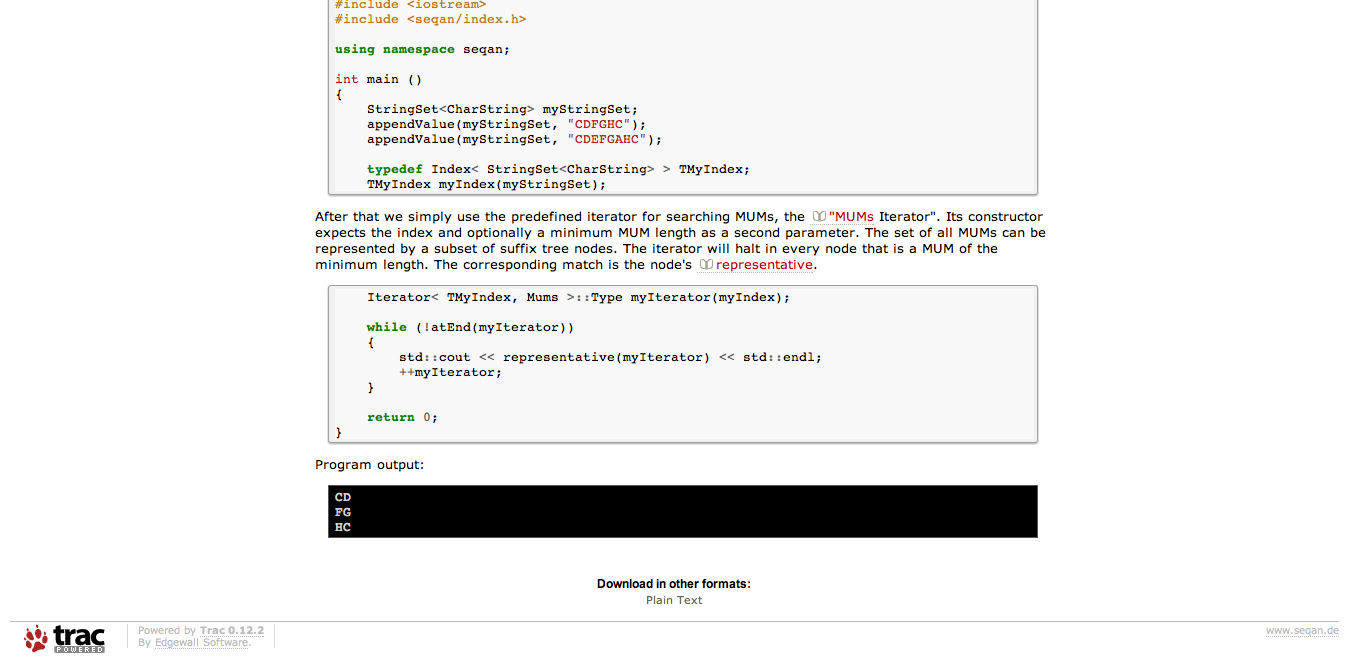 #include <iostream>
#include <seqan/index.h>
using namespace seqan;
int main ()
{
    StringSet<CharString> myStringSet;
    appendValue(myStringSet, "CDFGHC");
    appendValue(myStringSet, "CDEFGAHC");
    typedef Index< StringSet<CharString> > TMyIndex;
    TMyIndex myIndex(myStringSet);
After that we simply use the predefined iterator for searching MUMs, the "MUMs Iterator". Its constructor
expects the index and optionally a minimum MUM length as a second parameter. The set of all MUMs can be
represented by a subset of suffix tree nodes. The iterator will halt in every node that is a MUM of the
minimum length. The corresponding match is the node's representative.
    Iterator< TMyIndex, Mums >::Type myIterator(myIndex);
    while (!atEnd(myIterator))
    {
        std::cout << representative(myIterator) << std::endl;
        ++myIterator;
    }
    return 0;
}
Program output:
CD
FG
HC
Download in other formats:
Plain Text
trac
POWERED
Powered by Trac 0.12.2
By Edgewall Software.
www.seqan.de